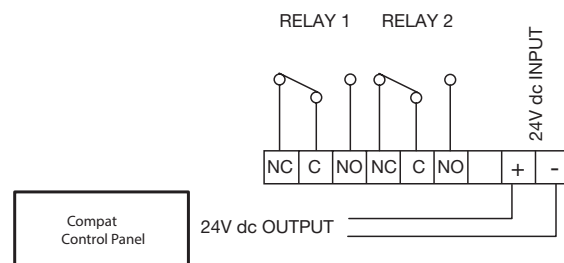 RELAY 1 RELAY 2
24V dc INPUT
NC C NO NC C NO + -
Compat
Control Panel
24V dc OUTPUT